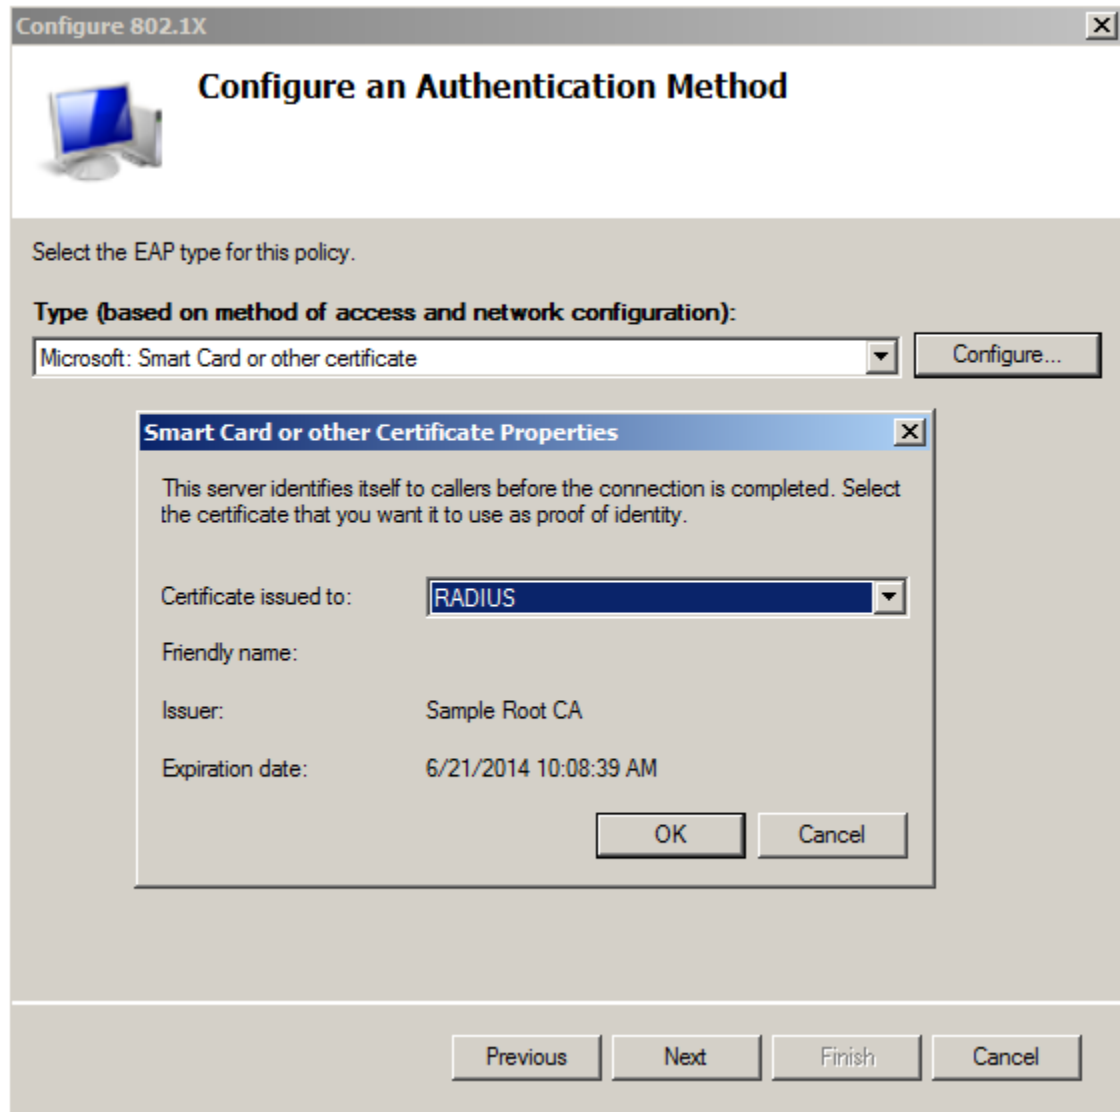 Configure 802.1X
Configure an Authentication Method
Select the EAP type for this policy.
Type (based on method of access and network configuration):
Microsoft: Smart Card or other certificate
Configure...
Smart Card or other Certificate Properties
This server identifies itself to callers before the connection is completed. Select
the certificate that you want it to use as proof of identity.
Certificate issued to: RADIUS
Friendly name:
Issuer: Sample Root CA
Expiration date: 6/21/2014 10:08:39 AM
OK Cancel
Previous Next Finish Cancel